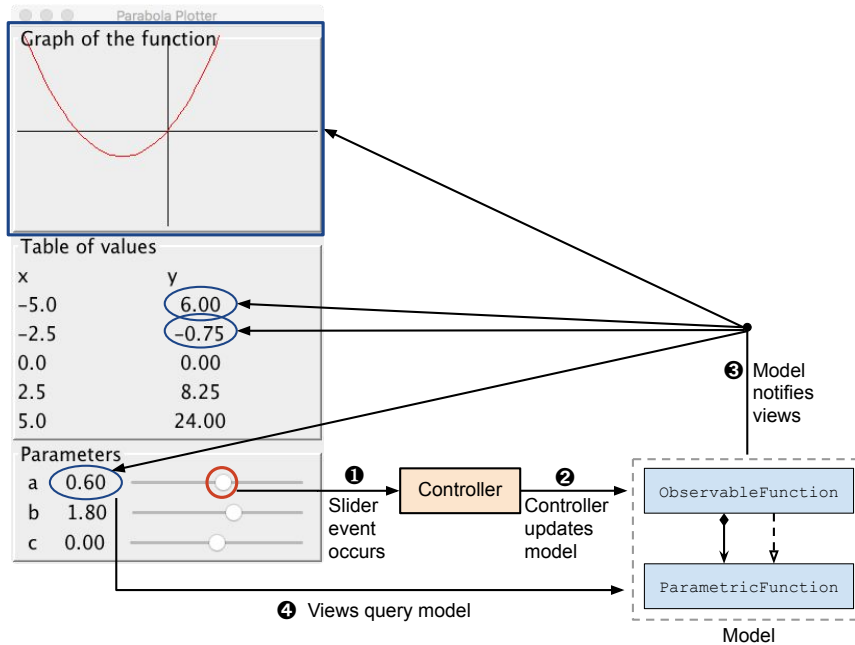 Parabola Plotter
Graph of the function
Table of values
x y
−5.0 6.00
−2.5 −0.75
0.0 0.00
2.5 8.25
5.0 24.00
Parameters
a 0.60
b 1.80
c 0.00
❶
Slider
event
occurs
Controller
❷
Controller
updates
model
❸ Model
notifies
views
ObservableFunction
ParametricFunction
Model
❹ Views query model